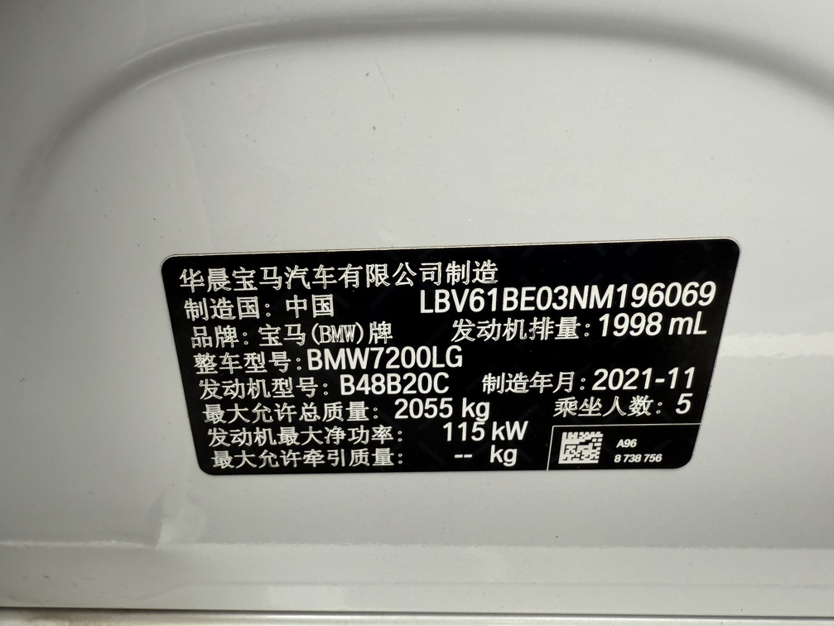 华晨宝马汽车有限公司制造
制造国：中国 LBV61BE03NM196069
品牌：宝马(BMW)牌 发动机排量：1998 mL
整车型号：BMW7200LG
发动机型号：B48B20C 制造年月：2021-11
最大允许总质量：2055 kg 乘坐人数：5
发动机最大净功率：115 kW
最大允许牵引质量：-- kg
A96
8 738 756